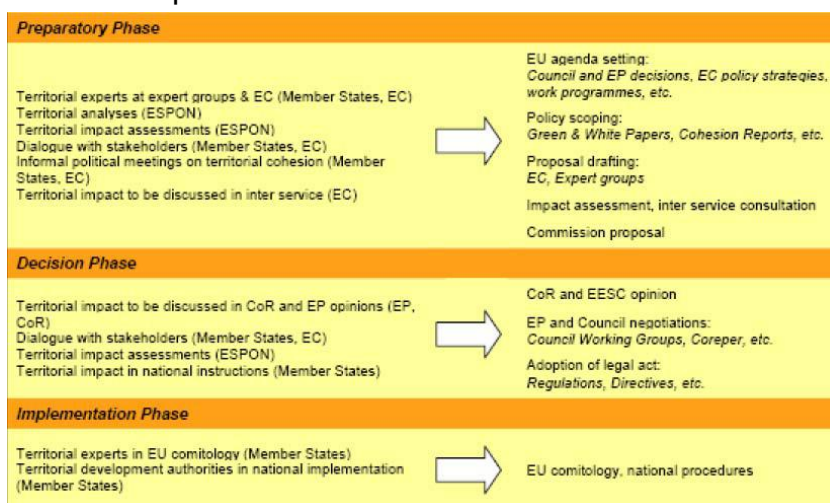 Preparatory Phase
Territorial experts at expert groups & EC (Member States, EC)
Territorial analyses (ESPON)
Territorial impact assessments (ESPON)
Dialogue with stakeholders (Member States, EC)
Informal political meetings on territorial cohesion (Member
States, EC)
Territorial impact to be discussed in inter service (EC)
EU agenda setting:
Council and EP decisions, EC policy strategies,
work programmes, etc.
Policy scoping:
Green & White Papers, Cohesion Reports, etc.
Proposal drafting:
EC, Expert groups
Impact assessment, inter service consultation
Commission proposal
Decision Phase
Territorial impact to be discussed in CoR and EP opinions (EP,
CoR)
Dialogue with stakeholders (Member States, EC)
Territorial impact assessments (ESPON)
Territorial impact in national instructions (Member States)
CoR and EESC opinion
EP and Council negotiations:
Council Working Groups, Coreper, etc.
Adoption of legal act:
Regulations, Directives, etc.
Implementation Phase
Territorial experts in EU comitology (Member States)
Territorial development authorities in national implementation
(Member States)
EU comitology, national procedures